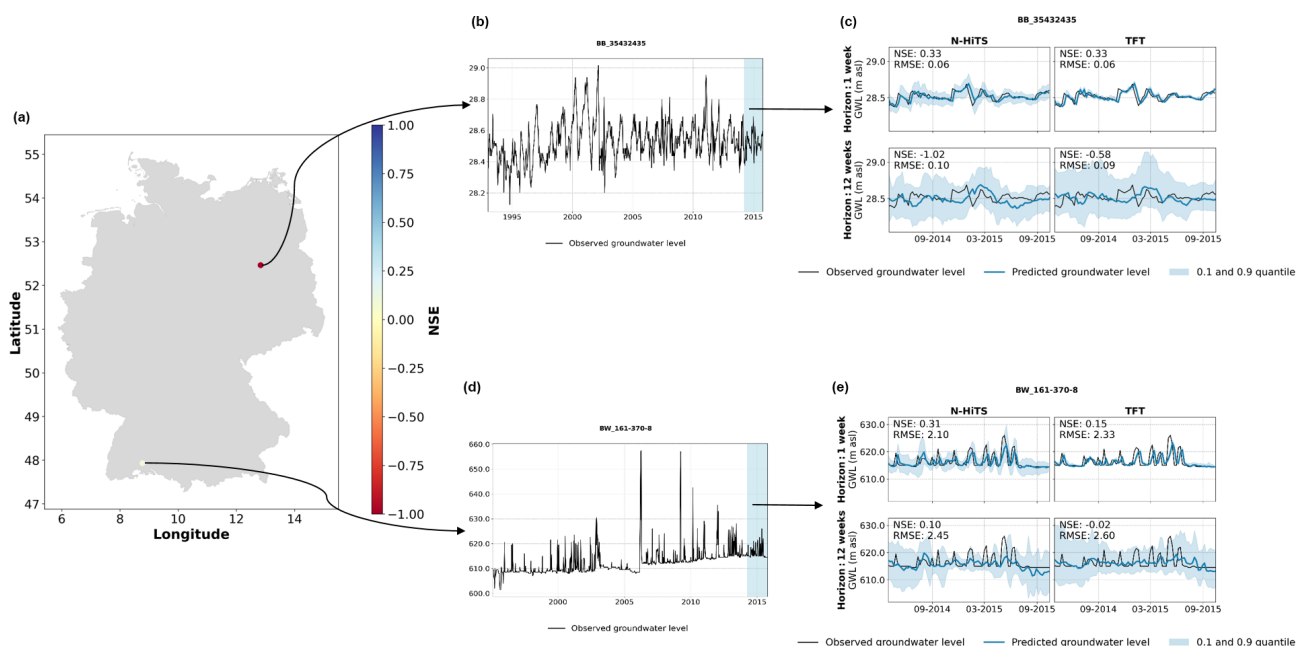 (a)
55
54
53
52
51
50
49
48
47
Latitude
6
8
10
12
14
Longitude
1.00
0.75
0.50
0.25
0.00
−0.25
−0.50
−0.75
−1.00
NSE
(b)
BB_35432435
29.0
28.8
28.6
28.4
28.2
1995
2000
2005
2010
2015
Observed groundwater level
(c)
BB_35432435
N-HiTS
TFT
Horizon: 1 week
GWL (m asl)
29.0
28.5
28.0
NSE: 0.33
RMSE: 0.06
NSE: 0.33
RMSE: 0.06
Horizon: 12 weeks
GWL (m asl)
29.0
28.5
NSE: -1.02
RMSE: 0.10
NSE: -0.58
RMSE: 0.09
09-2014
03-2015
09-2015
09-2014
03-2015
09-2015
Observed groundwater level
Predicted groundwater level
0.1 and 0.9 quantile
(d)
BW_161-370-8
660.0
650.0
640.0
630.0
620.0
610.0
600.0
2000
2005
2010
2015
Observed groundwater level
(e)
BW_161-370-8
N-HiTS
TFT
Horizon: 1 week
GWL (m asl)
630.0
620.0
610.0
NSE: 0.31
RMSE: 2.10
NSE: 0.15
RMSE: 2.33
Horizon: 12 weeks
GWL (m asl)
630.0
620.0
610.0
NSE: 0.10
RMSE: 2.45
NSE: -0.02
RMSE: 2.60
09-2014
03-2015
09-2015
09-2014
03-2015
09-2015
Observed groundwater level
Predicted groundwater level
0.1 and 0.9 quantile